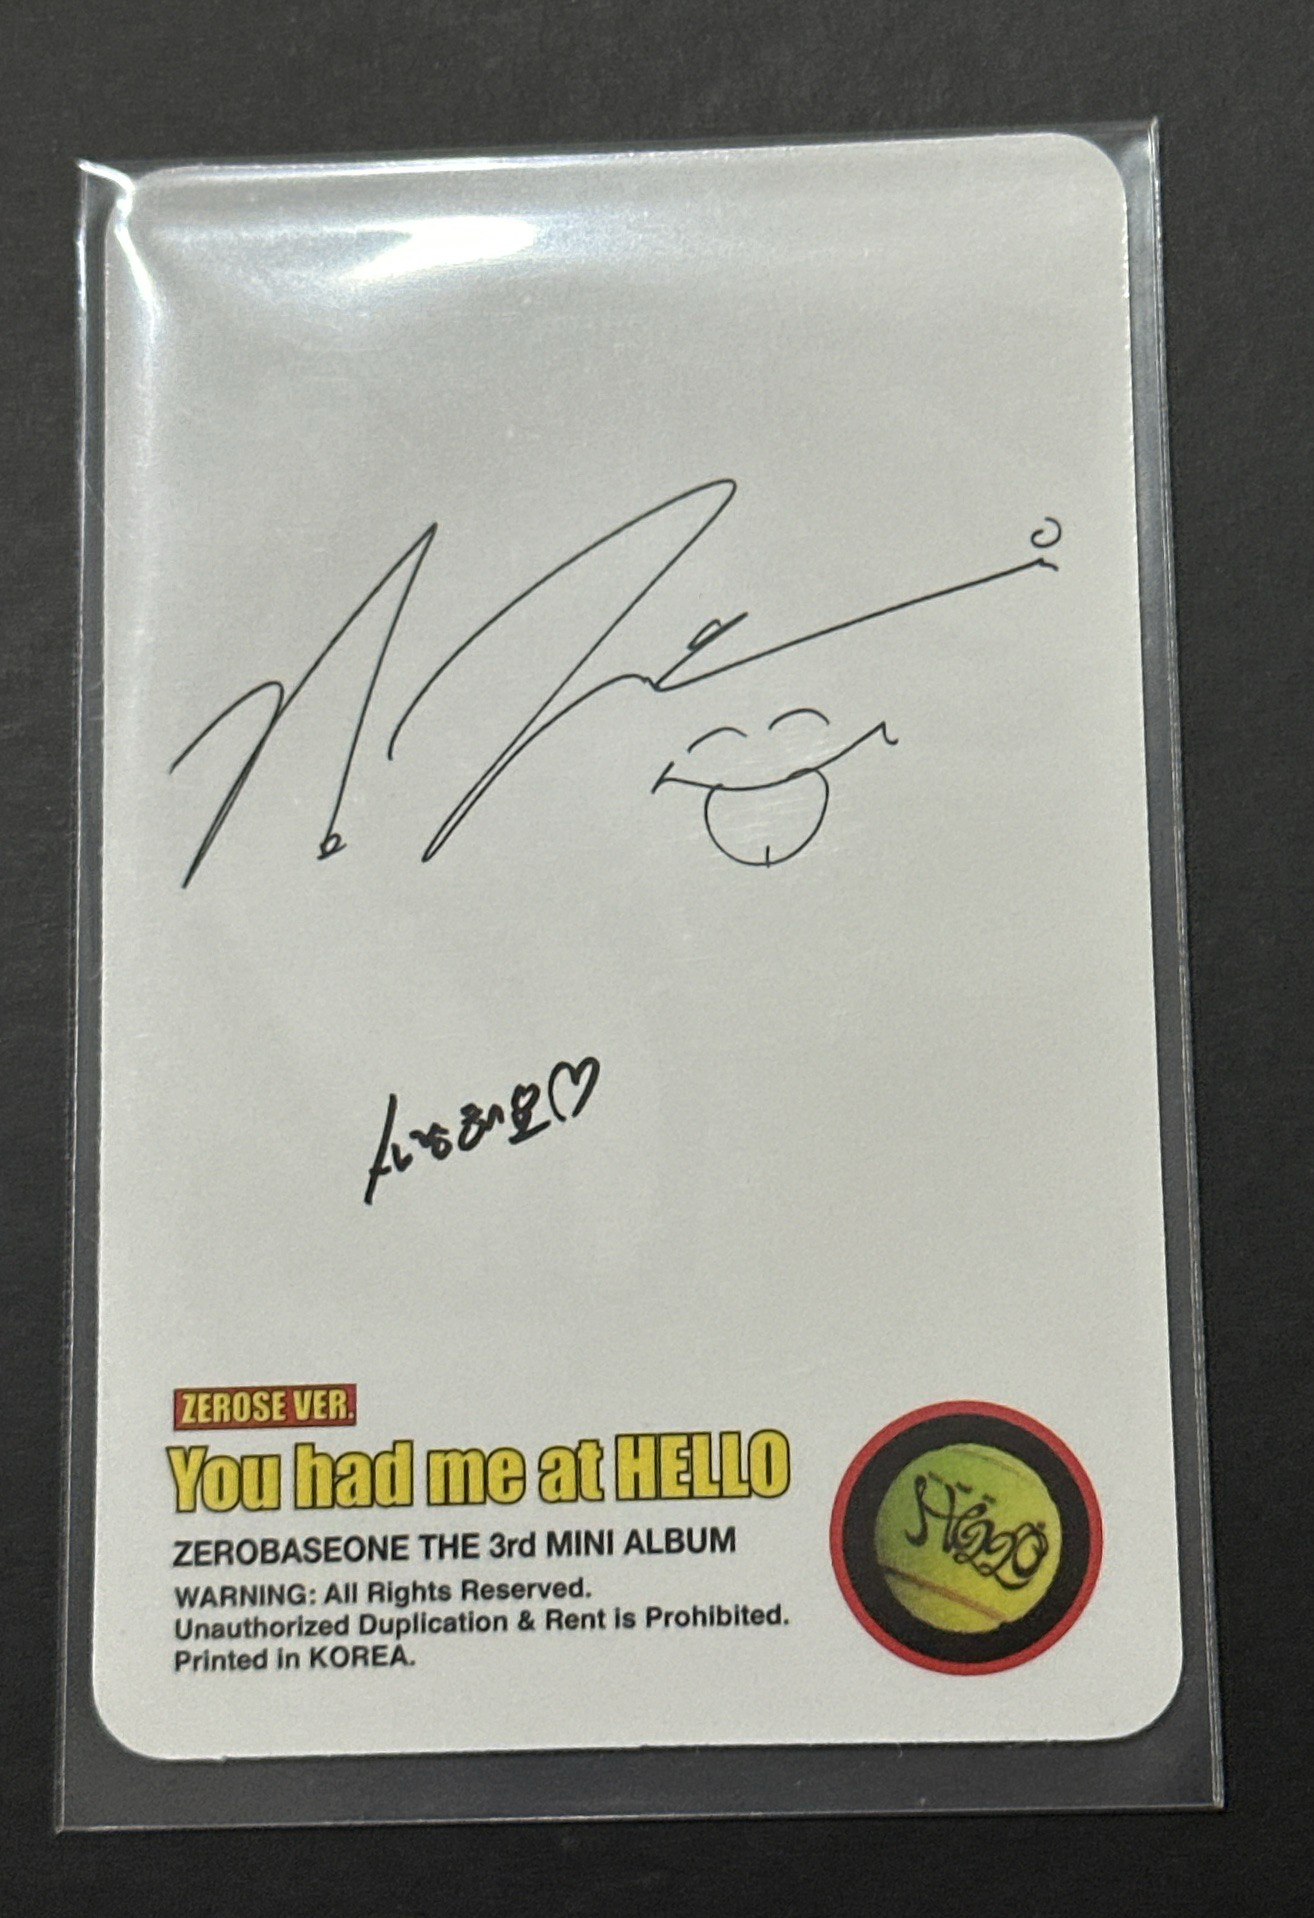 사랑해요♡
ZEROSE VER.
You had me at HELLO
ZEROBASEONE THE 3rd MINI ALBUM
WARNING: All Rights Reserved.
Unauthorized Duplication & Rent is Prohibited.
Printed in KOREA.
Hello